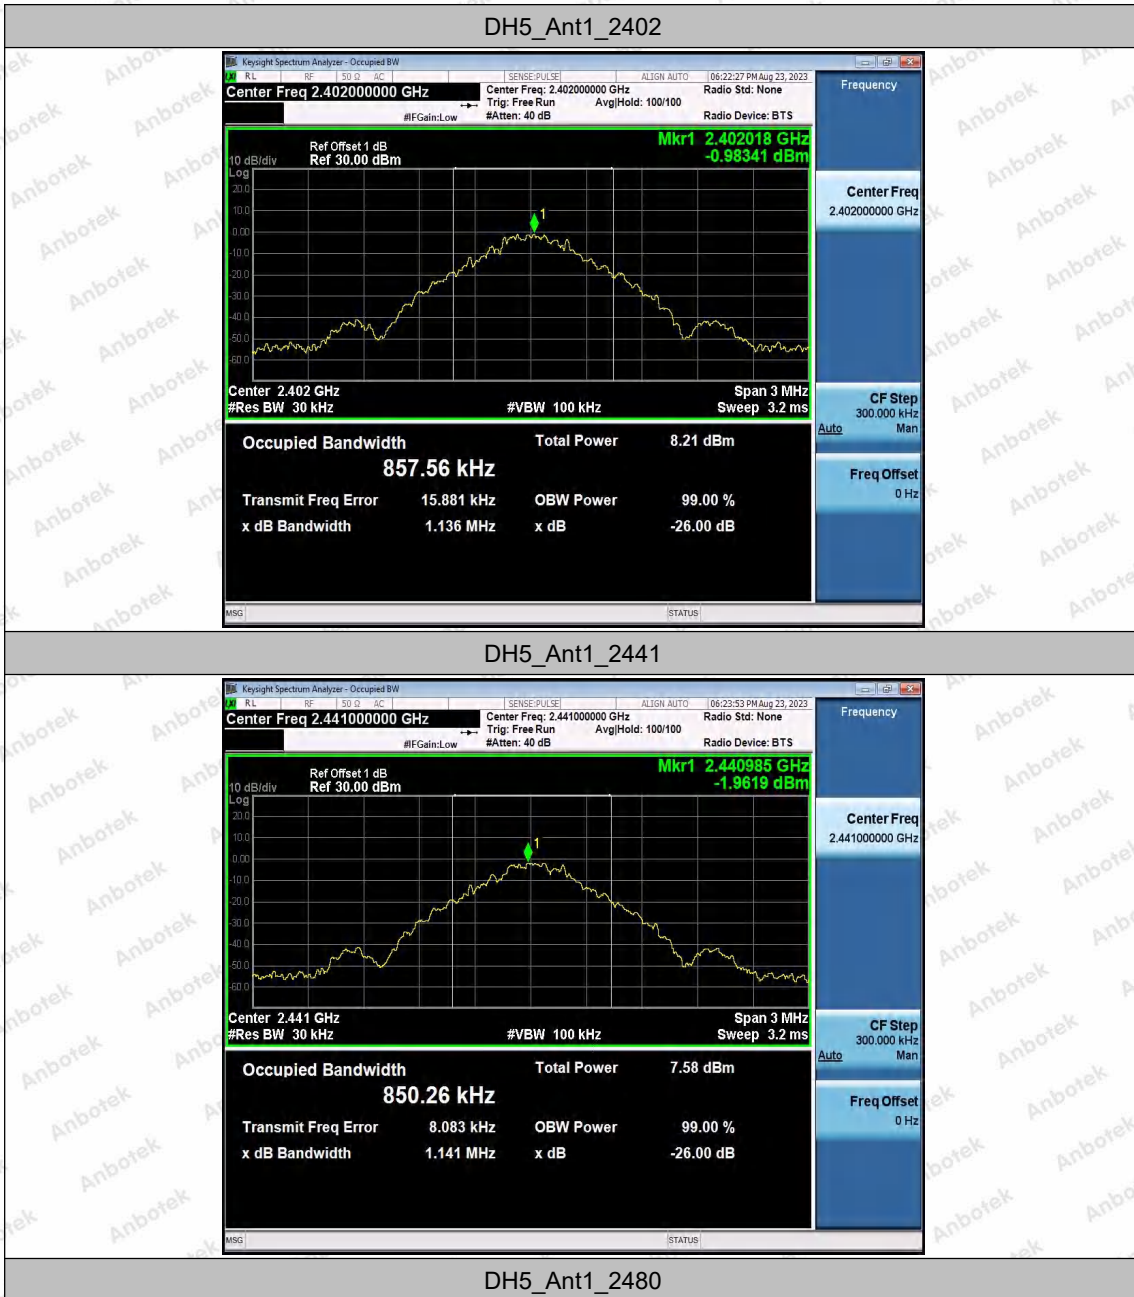 DH5_Ant1_2402
Keysight Spectrum Analyzer - Occupied BW
RL RF 50 Ω AC SENSE:PULSE ALIGN AUTO 06:22:27 PM Aug 23, 2023
Center Freq 2.402000000 GHz
Center Freq: 2.402000000 GHz Radio Std: None
Trig: Free Run Avg|Hold: 100/100
#IFGain:Low #Atten: 40 dB Radio Device: BTS
Frequency
Mkr1 2.402018 GHz
-0.98341 dBm
Ref Offset 1 dB
10 dB/div Ref 30.00 dBm
Log
20.0
10.0
0.00
-10.0
-20.0
-30.0
-40.0
-50.0
-60.0
1
Center Freq
2.402000000 GHz
Center 2.402 GHz Span 3 MHz
#Res BW 30 kHz #VBW 100 kHz Sweep 3.2 ms
CF Step
300.000 kHz
Auto Man
Occupied Bandwidth Total Power 8.21 dBm
857.56 kHz
Freq Offset
0 Hz
Transmit Freq Error 15.881 kHz OBW Power 99.00 %
x dB Bandwidth 1.136 MHz x dB -26.00 dB
MSG STATUS
DH5_Ant1_2441
Keysight Spectrum Analyzer - Occupied BW
RL RF 50 Ω AC SENSE:PULSE ALIGN AUTO 06:23:53 PM Aug 23, 2023
Center Freq 2.441000000 GHz
Center Freq: 2.441000000 GHz Radio Std: None
Trig: Free Run Avg|Hold: 100/100
#IFGain:Low #Atten: 40 dB Radio Device: BTS
Frequency
Mkr1 2.440985 GHz
-1.9619 dBm
Ref Offset 1 dB
10 dB/div Ref 30.00 dBm
Log
20.0
10.0
0.00
-10.0
-20.0
-30.0
-40.0
-50.0
-60.0
1
Center Freq
2.441000000 GHz
Center 2.441 GHz Span 3 MHz
#Res BW 30 kHz #VBW 100 kHz Sweep 3.2 ms
CF Step
300.000 kHz
Auto Man
Occupied Bandwidth Total Power 7.58 dBm
850.26 kHz
Freq Offset
0 Hz
Transmit Freq Error 8.083 kHz OBW Power 99.00 %
x dB Bandwidth 1.141 MHz x dB -26.00 dB
MSG STATUS
DH5_Ant1_2480
Anbotek